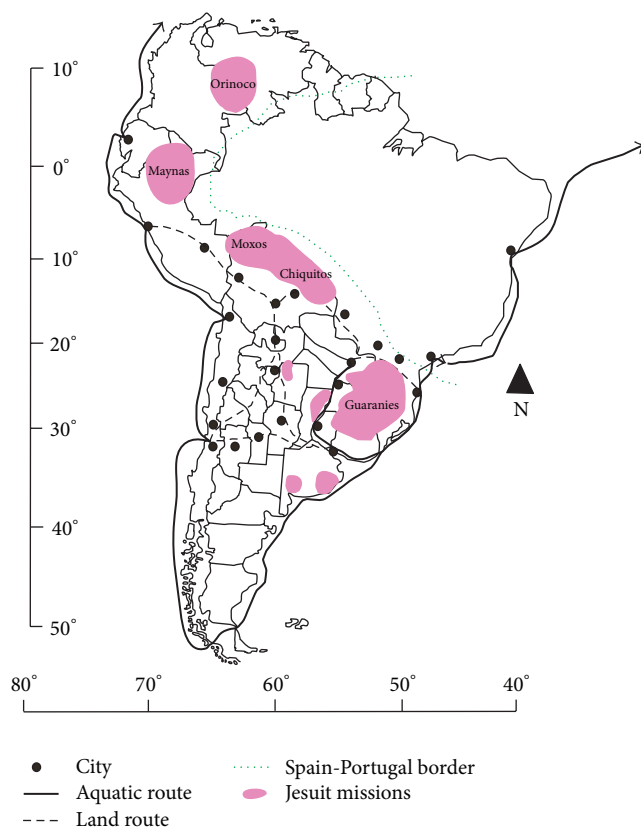 10°
Orinoco
0°
Maynas
Moxos
10°
Chiquitos
20°
Guaranies
N
30°
40°
50°
80° 70° 60° 50° 40°
City
Aquatic route
Land route
Spain-Portugal border
Jesuit missions